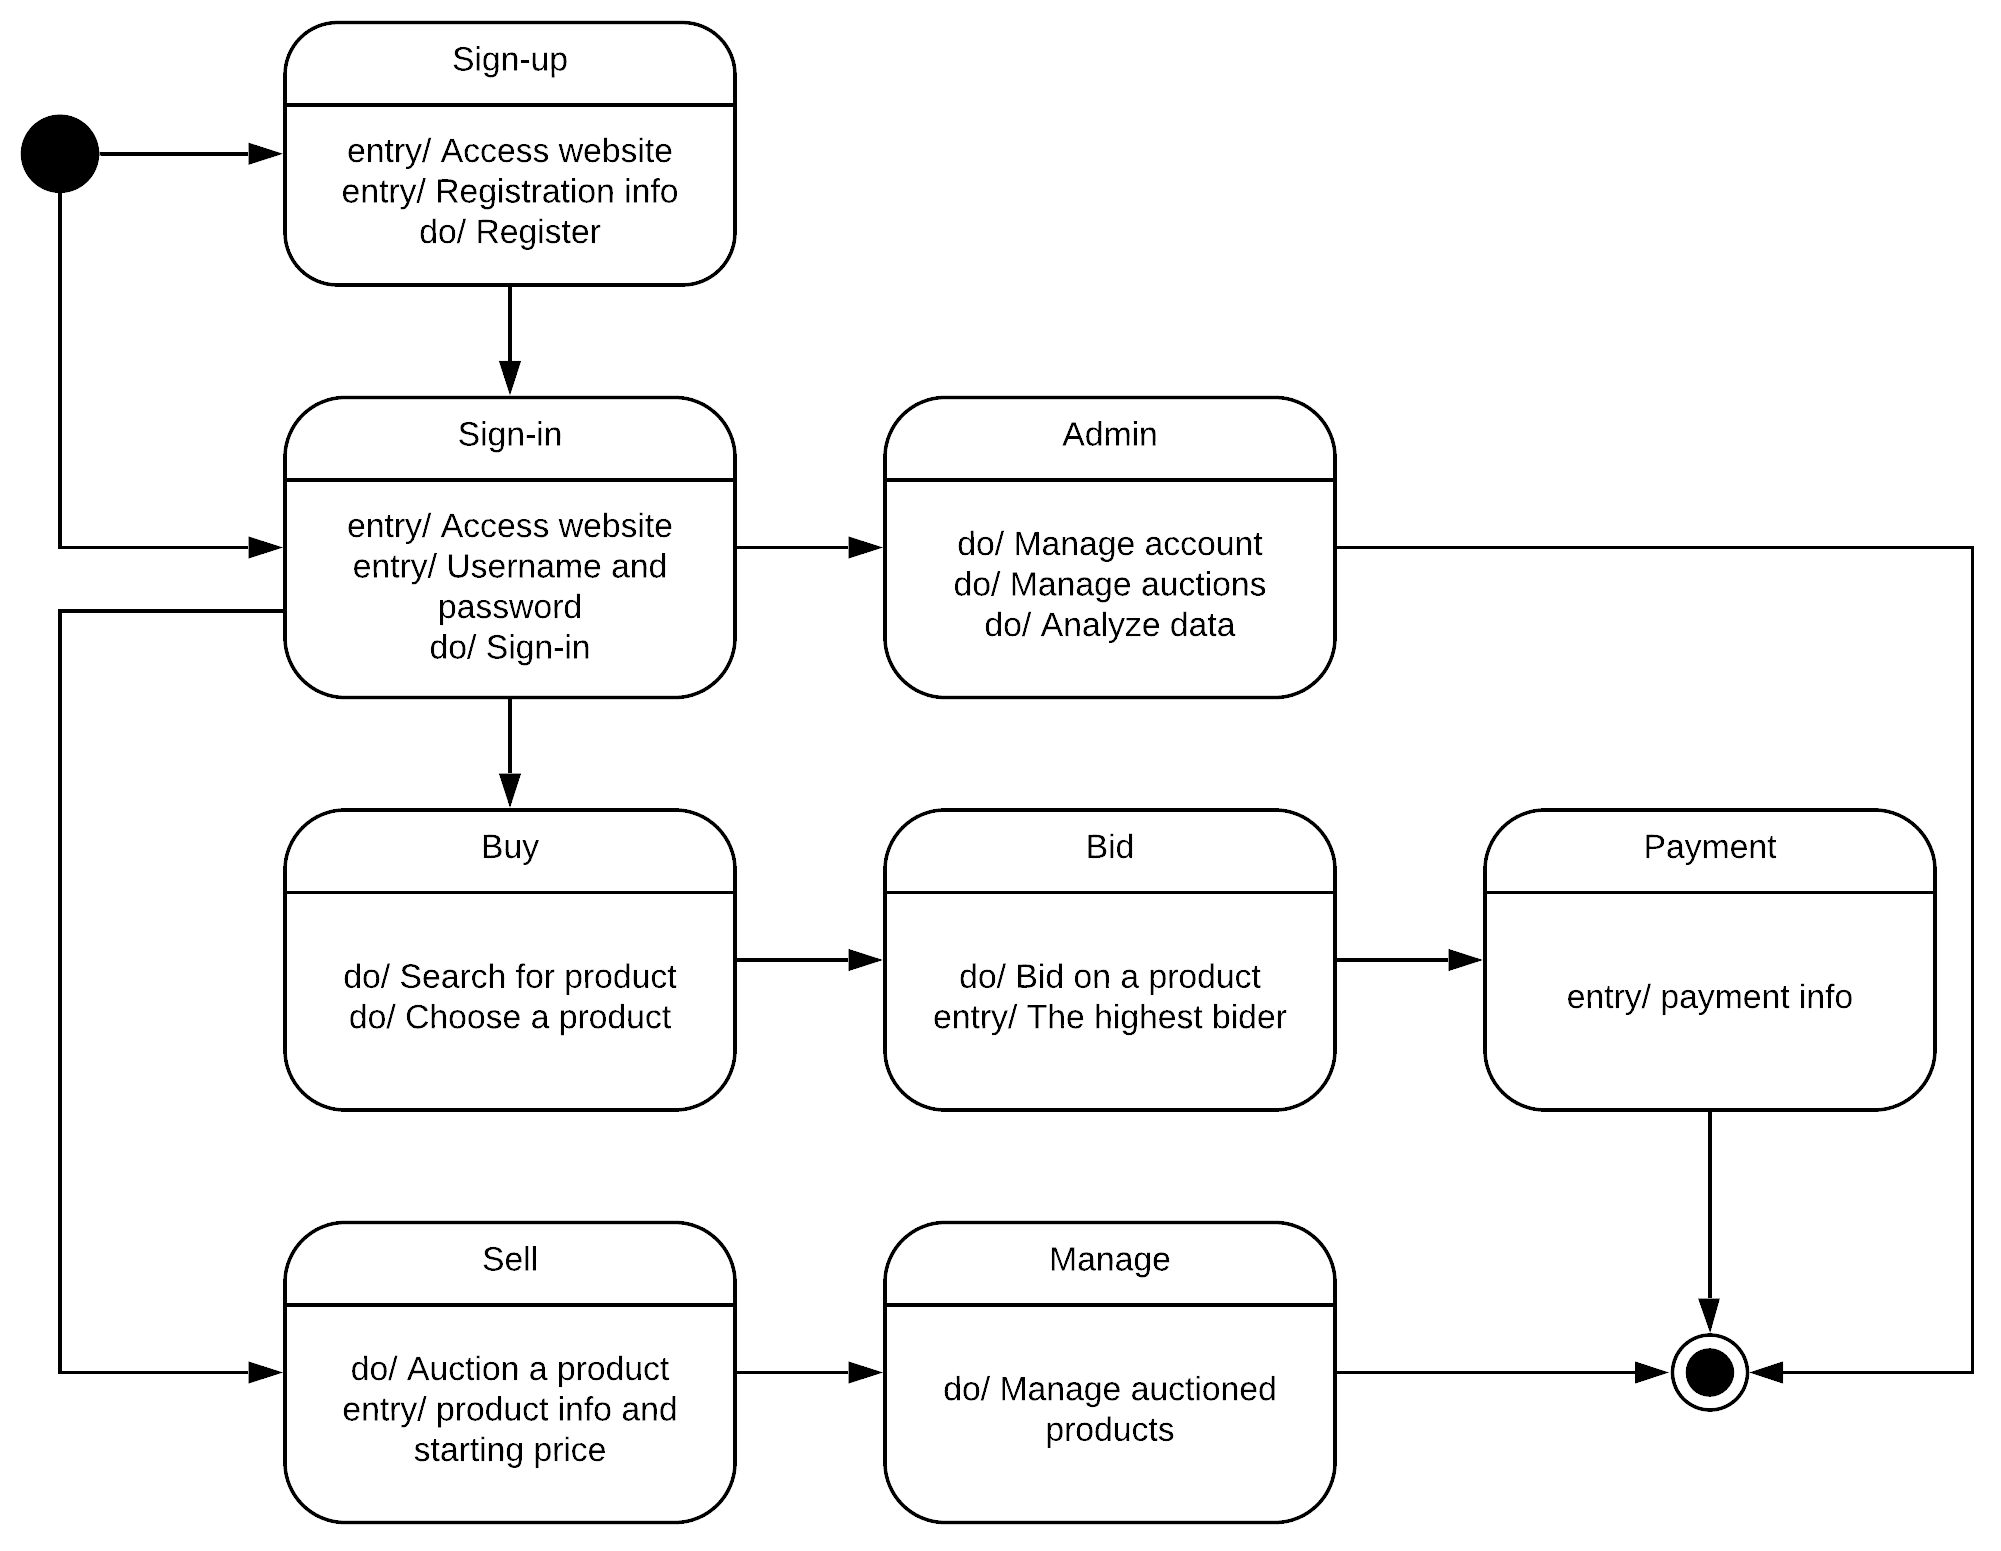 Sign-up
entry/ Access website
entry/ Registration info
do/ Register
Sign-in
entry/ Access website
entry/ Username and
password
do/ Sign-in
Admin
do/ Manage account
do/ Manage auctions
do/ Analyze data
Buy
do/ Search for product
do/ Choose a product
Bid
do/ Bid on a product
entry/ The highest bider
Payment
entry/ payment info
Sell
do/ Auction a product
entry/ product info and
starting price
Manage
do/ Manage auctioned
products